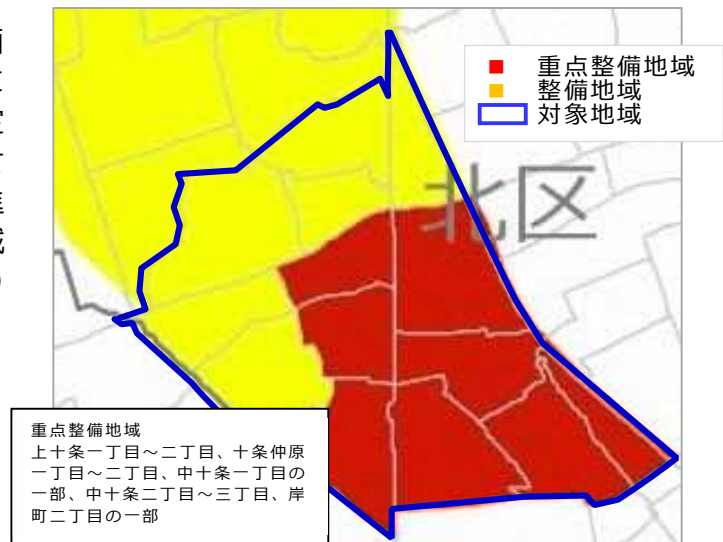 重点整備地域
整備地域
対象地域
北区
重点整備地域
上十条一丁目～二丁目、十条仲原
一丁目～二丁目、中十条一丁目の
一部、中十条二丁目～三丁目、岸
町二丁目の一部